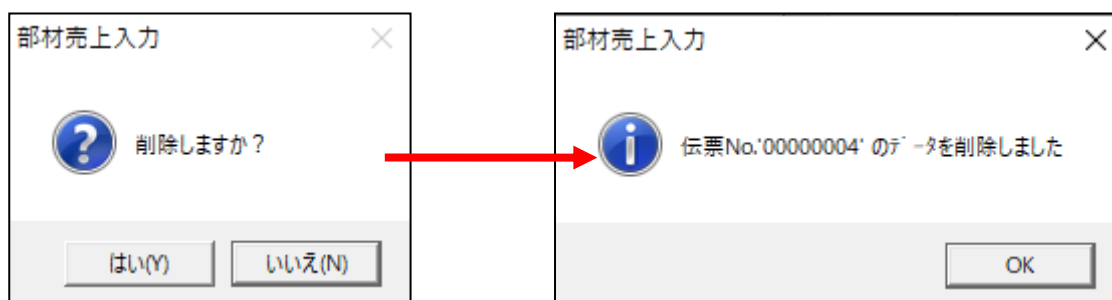 部材売上入力
削除しますか？
はい(Y)
いいえ(N)
部材売上入力
伝票No.'00000004' のﾃﾞｰﾀを削除しました
OK